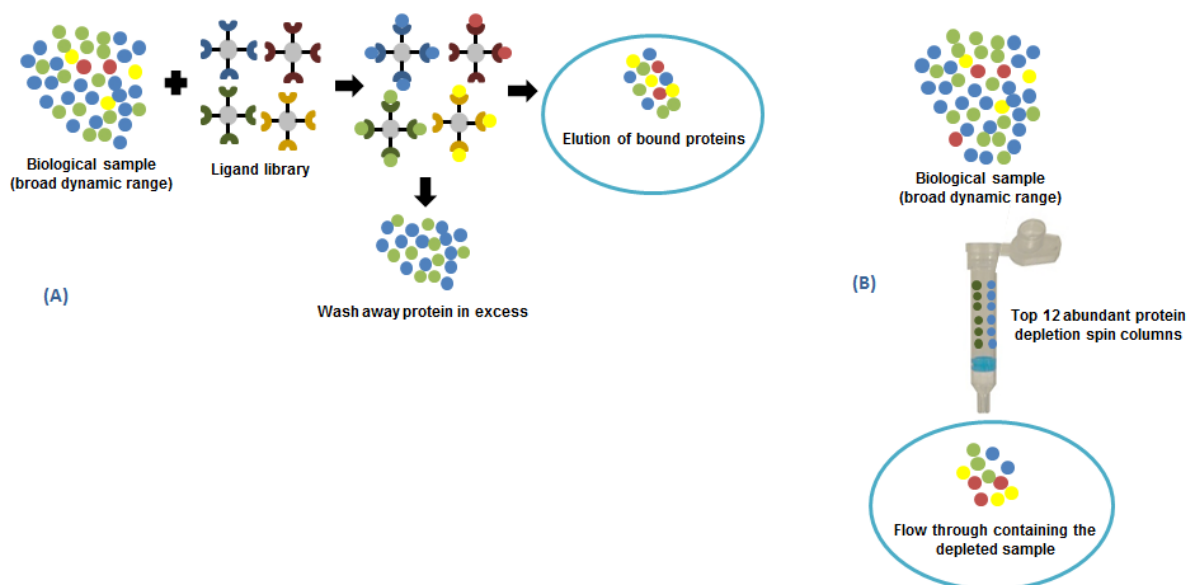 Biological sample
(broad dynamic range)
Ligand library
Elution of bound proteins
Wash away protein in excess
(A)
Biological sample
(broad dynamic range)
(B)
Top 12 abundant protein
depletion spin columns
Flow through containing the
depleted sample